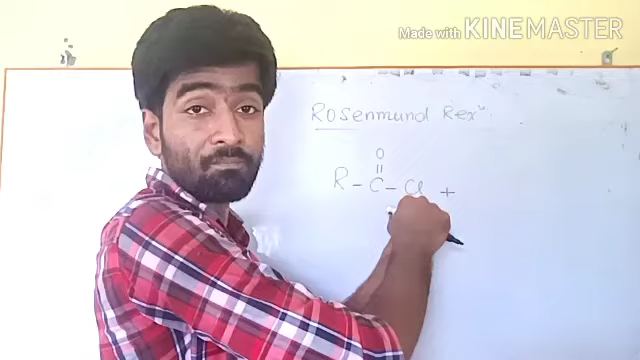 Made with KINEMASTER
Rosenmund Rexⁿ
O
||
R - C - Cl +